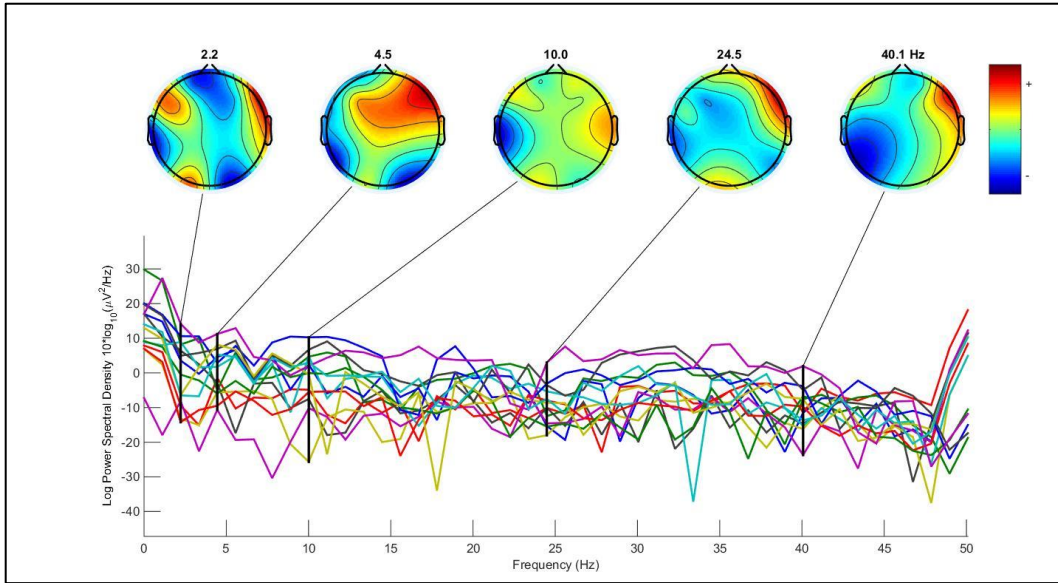 2.2 4.5 10.0 24.5 40.1 Hz
+
-
Log Power Spectral Density 10*log10(μV²/Hz)
30
20
10
0
-10
-20
-30
-40
0 5 10 15 20 25 30 35 40 45 50
Frequency (Hz)